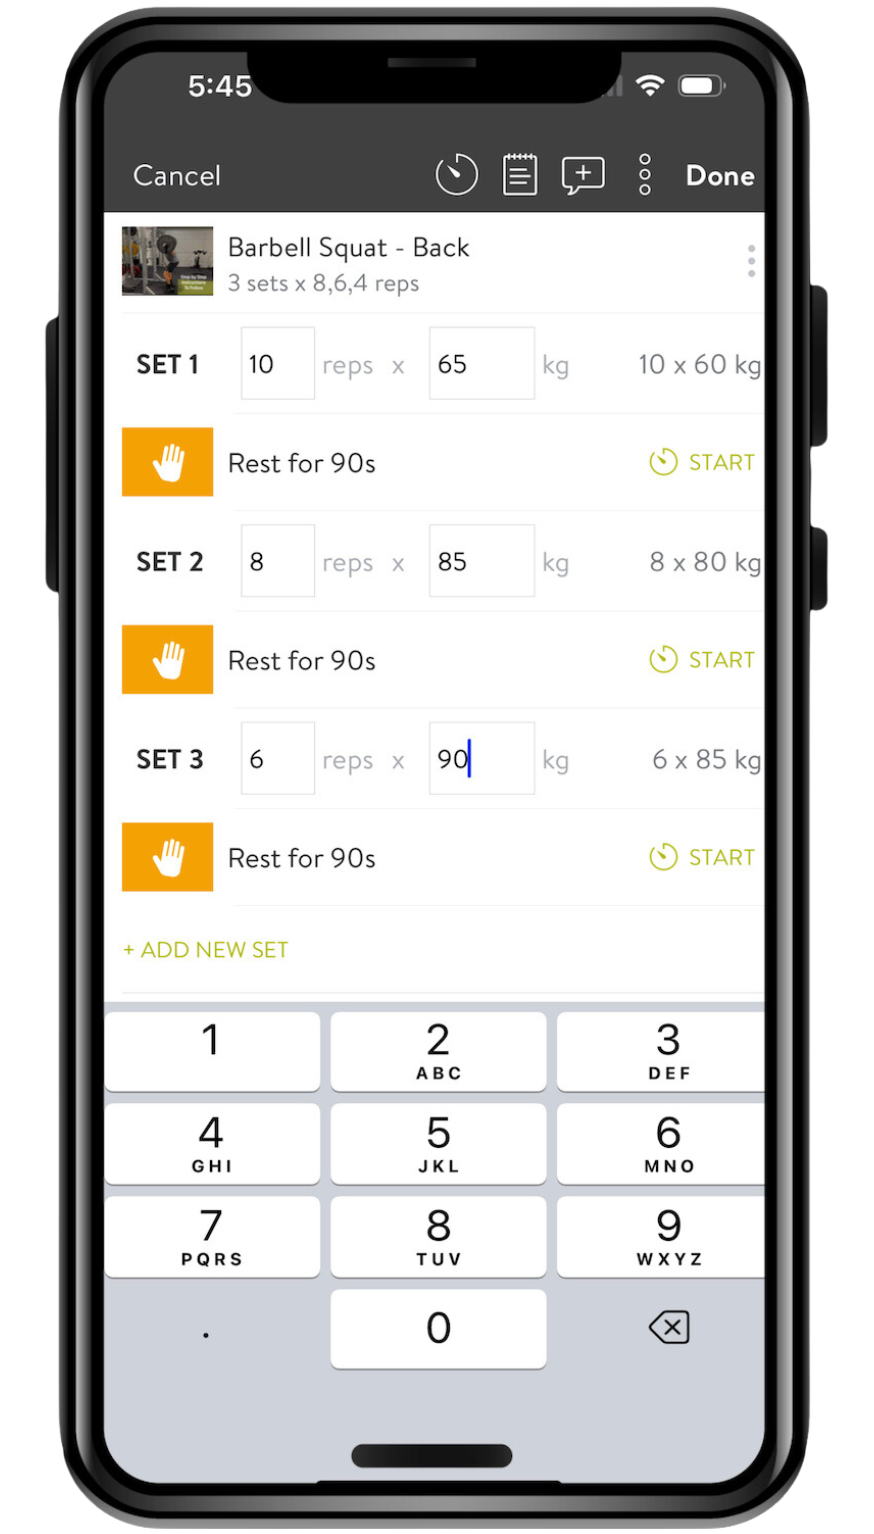 5:45
Cancel Done
Barbell Squat - Back
3 sets x 8,6,4 reps
SET 1 10 reps x 65 kg 10 x 60 kg
Rest for 90s START
SET 2 8 reps x 85 kg 8 x 80 kg
Rest for 90s START
SET 3 6 reps x 90 kg 6 x 85 kg
Rest for 90s START
+ ADD NEW SET
1 2 3
ABC DEF
4 5 6
GHI JKL MNO
7 8 9
PQRS TUV WXYZ
. 0